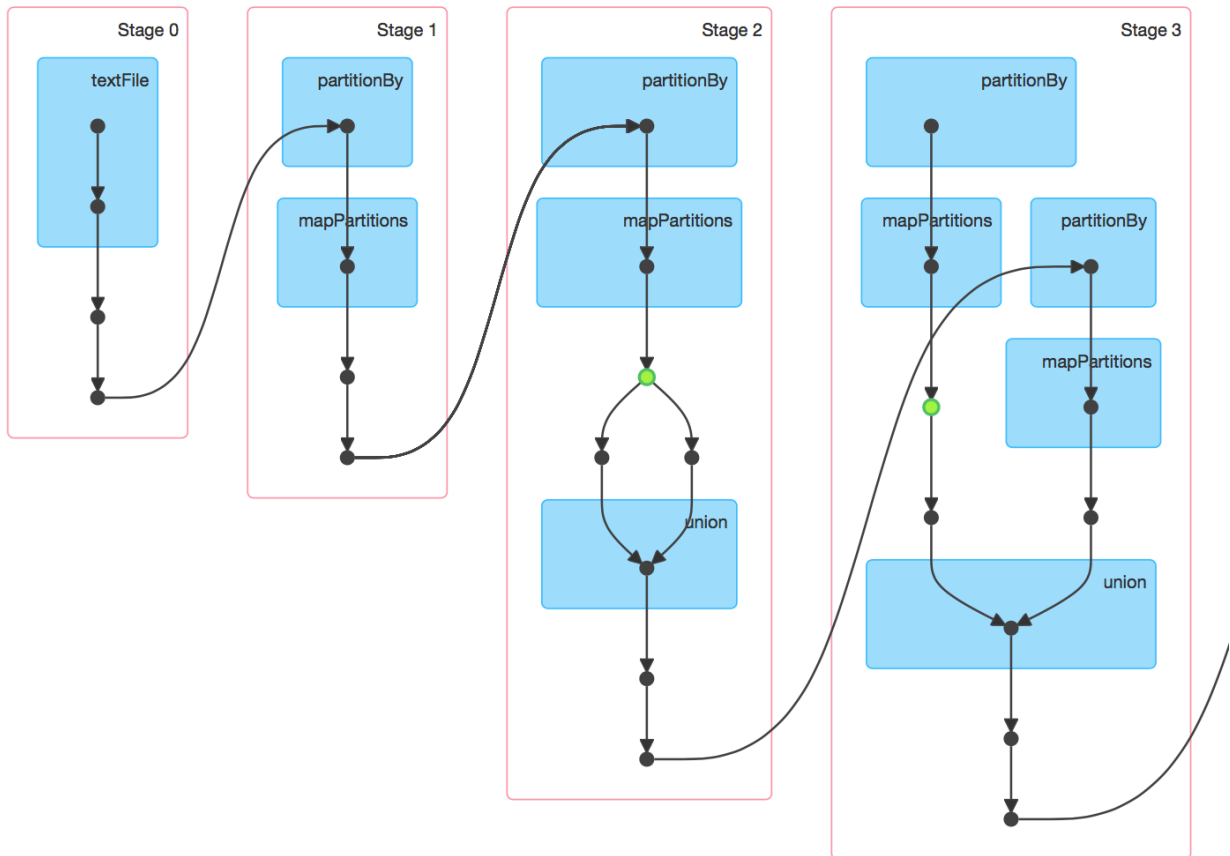 Stage 0
textFile
Stage 1
partitionBy
mapPartitions
Stage 2
partitionBy
mapPartitions
union
Stage 3
partitionBy
mapPartitions
partitionBy
mapPartitions
union